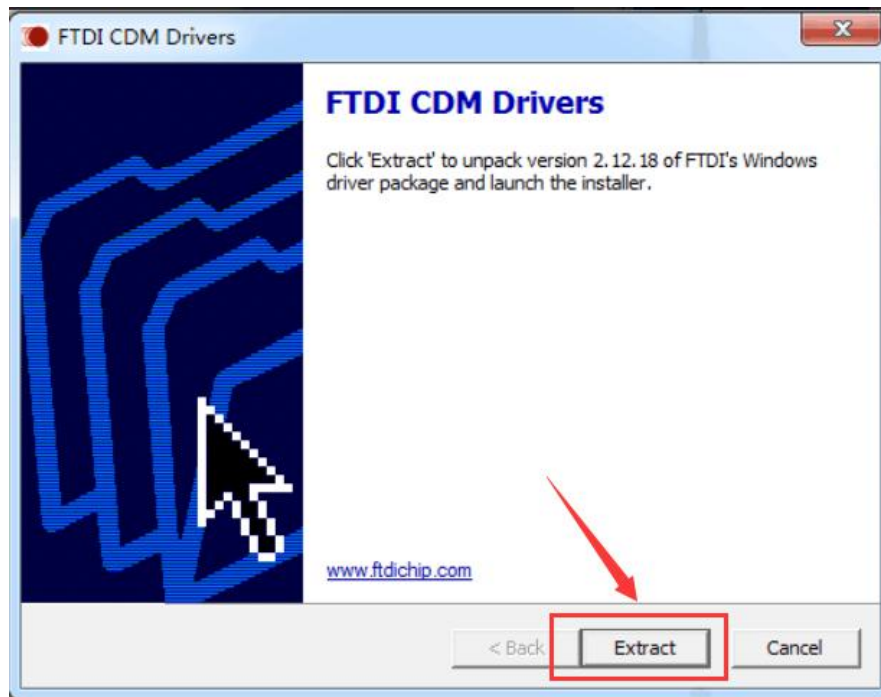 FTDI CDM Drivers
FTDI CDM Drivers
Click 'Extract' to unpack version 2.12.18 of FTDI's Windows
driver package and launch the installer.
www.ftdichip.com
< Back
Extract
Cancel